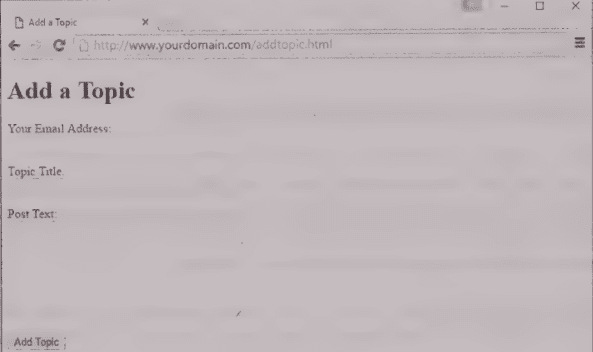 Add a Topic
http://www.yourdomain.com/addtopic.html
Add a Topic
Your Email Address:
Topic Title:
Post Text:
Add Topic